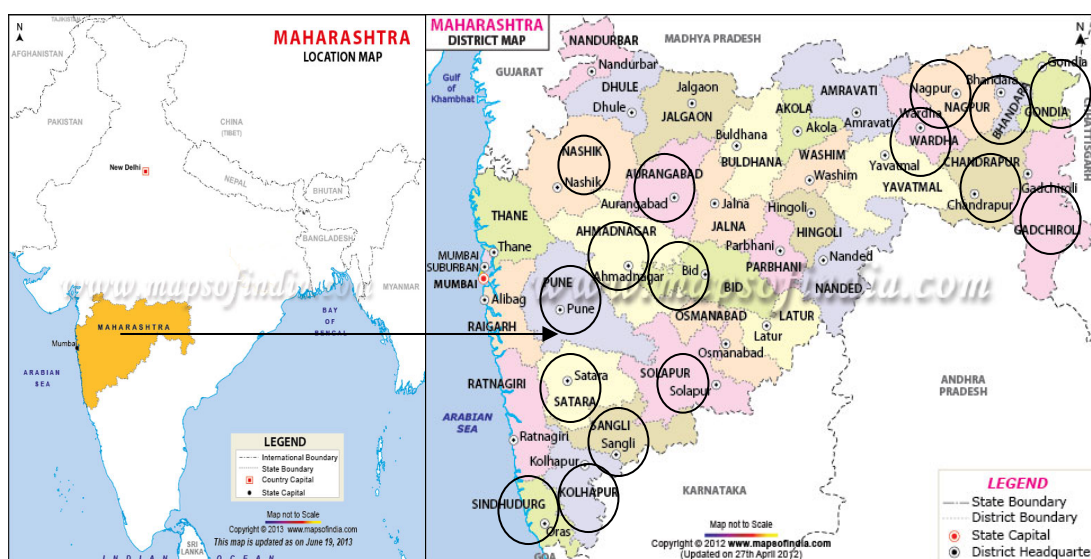 N
TAJIKISTAN
AFGHANISTAN
PAKISTAN
CHINA
(TIBET)
New Delhi
NEPAL
BHUTAN
BANGLADESH
MYANMAR
MAHARASHTRA
LOCATION MAP
MAHARASHTRA
Mumbai
ARABIAN
SEA
BAY
OF
BENGAL
www.mapsofindia.com
LEGEND
International Boundary
State Boundary
Country Capital
State Capital
Map not to Scale
Copyright © 2013 www.mapsofindia.com
This map is updated as on June 19, 2013
SRI
LANKA
INDIAN OCEAN
MAHARASHTRA
DISTRICT MAP
N
Gulf
of
Khambhat
GUJARAT
MADHYA PRADESH
NANDURBAR
Nandurbar
DHULE
Dhule
Jalgaon
JALGAON
Buldhana
BULDHANA
AKOLA
Akola
AMRAVATI
Amravati
WASHIM
Washim
Nagpur
NAGPUR
Bhandara
BHANDARA
Gondia
GONDIA
Wardha
WARDHA
CHANDRAPUR
Chandrapur
Yavatmal
YAVATMAL
Gadchiroli
GADCHIROL
NASHIK
Nashik
AURANGABAD
Aurangabad
Jalna
JALNA
Hingoli
HINGOLI
THANE
Thane
AHMADNAGAR
Ahmadnagar
Parbhani
PARBHANI
Nanded
NANDED
MUMBAI
SUBURBAN
MUMBAI
PUNE
Pune
Bid
BID
www.mapsofindia.com
Alibag
RAIGARH
OSMANABAD
Osmanabad
LATUR
Latur
RATNAGIRI
Satara
SATARA
SOLAPUR
Solapur
ARABIAN
SEA
Ratnagiri
SANGLI
Sangli
Kolhapur
KOLHAPUR
SINDHUDURG
Oras
GOA
KARNATAKA
ANDHRA
PRADESH
Map not to Scale
Copyright © 2012 www.mapsofindia.com
(Updated on 27th April 2012)
LEGEND
State Boundary
District Boundary
State Capital
District Headquarte